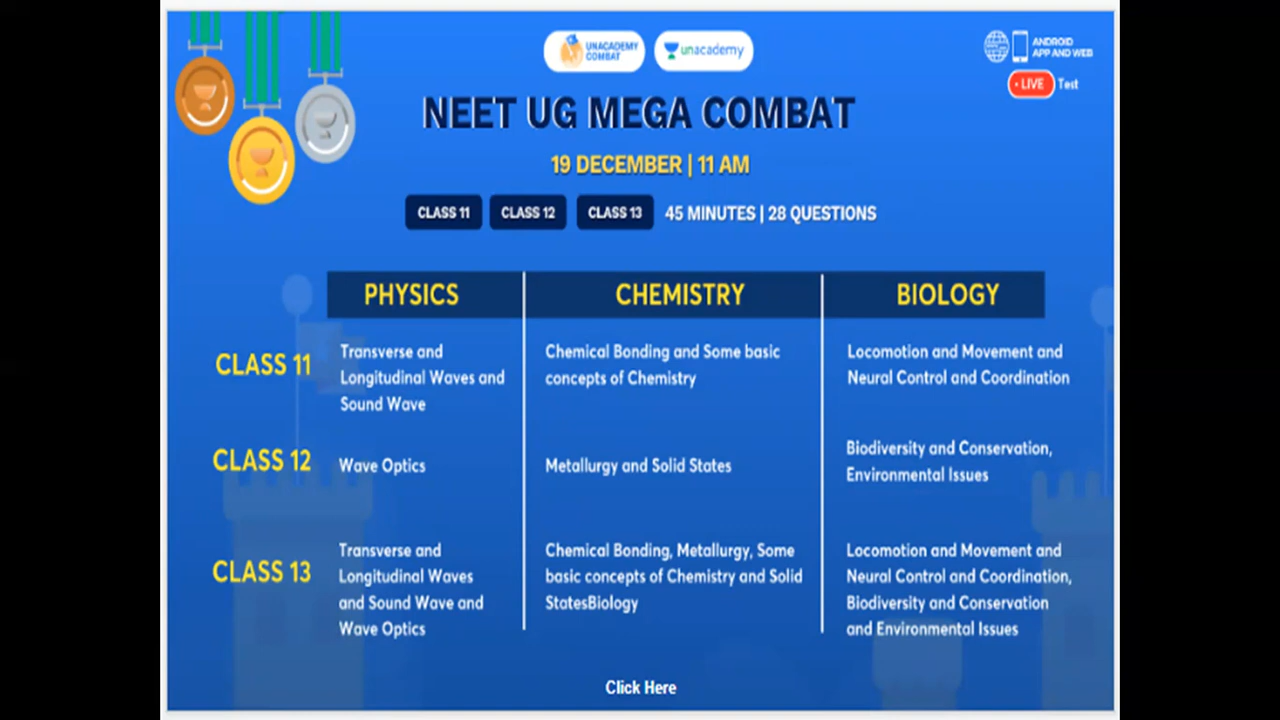 UNACADEMY
COMBAT
unacademy
ANDROID
APP AND WEB
LIVE Test
NEET UG MEGA COMBAT
19 DECEMBER | 11 AM
CLASS 11 CLASS 12 CLASS 13 45 MINUTES | 28 QUESTIONS
PHYSICS CHEMISTRY BIOLOGY
CLASS 11
Transverse and
Longitudinal Waves and
Sound Wave
Chemical Bonding and Some basic
concepts of Chemistry
Locomotion and Movement and
Neural Control and Coordination
CLASS 12
Wave Optics
Metallurgy and Solid States
Biodiversity and Conservation,
Environmental Issues
CLASS 13
Transverse and
Longitudinal Waves
and Sound Wave and
Wave Optics
Chemical Bonding, Metallurgy, Some
basic concepts of Chemistry and Solid
StatesBiology
Locomotion and Movement and
Neural Control and Coordination,
Biodiversity and Conservation
and Environmental Issues
Click Here